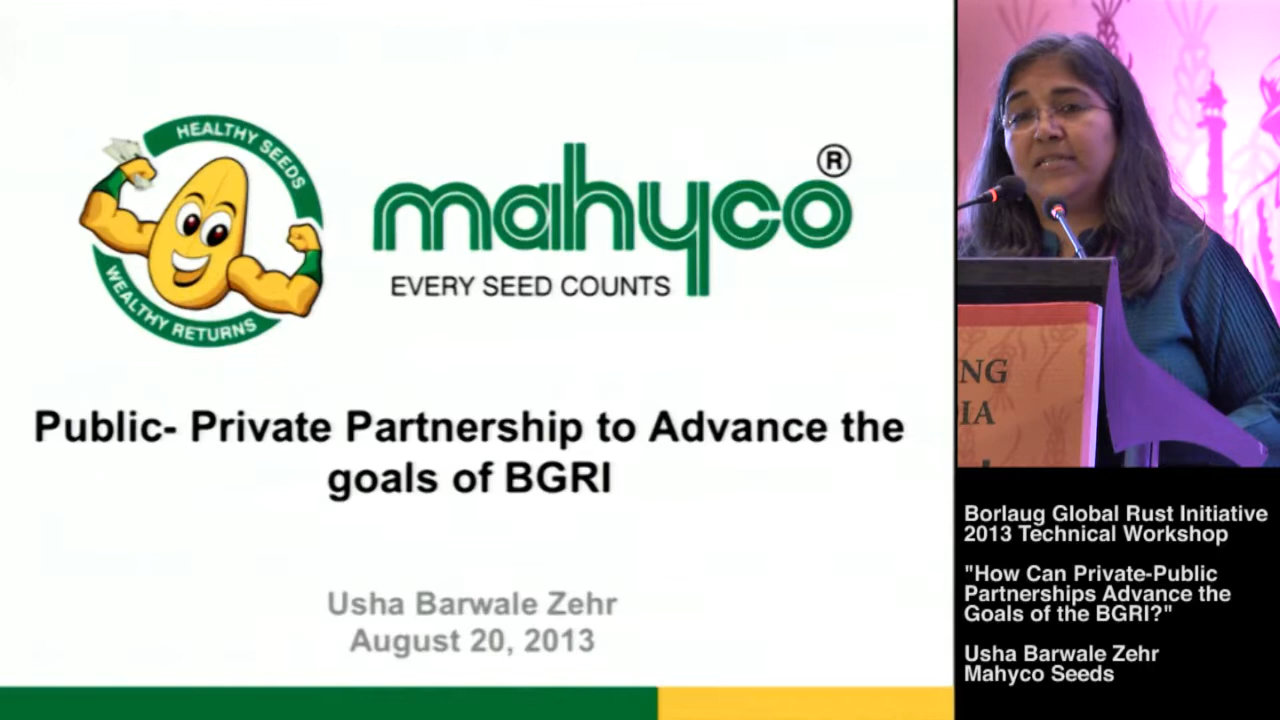 HEALTHY SEEDS
WEALTHY RETURNS
mahyco®
EVERY SEED COUNTS
Public- Private Partnership to Advance the
goals of BGRI
Usha Barwale Zehr
August 20, 2013
NG
IA
Borlaug Global Rust Initiative
2013 Technical Workshop
"How Can Private-Public
Partnerships Advance the
Goals of the BGRI?"
Usha Barwale Zehr
Mahyco Seeds